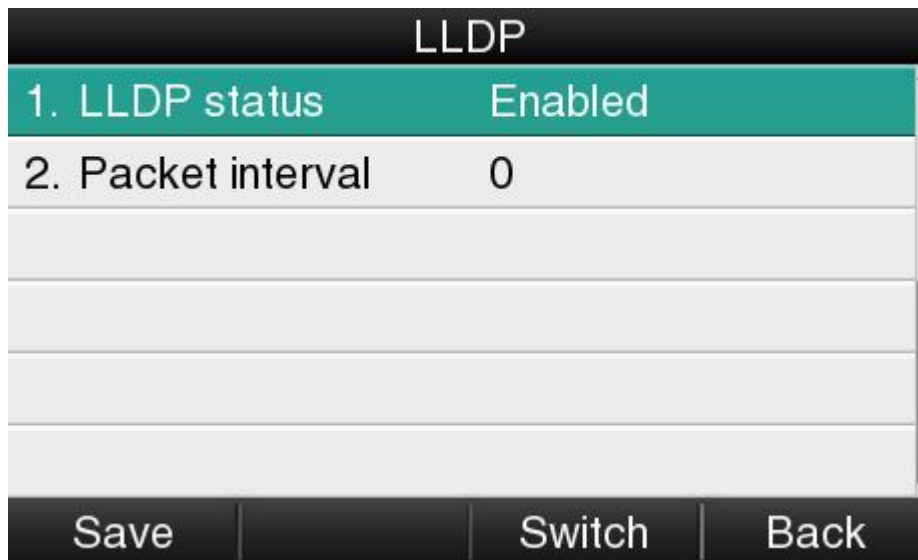 LLDP
1. LLDP status Enabled
2. Packet interval 0
Save Switch Back